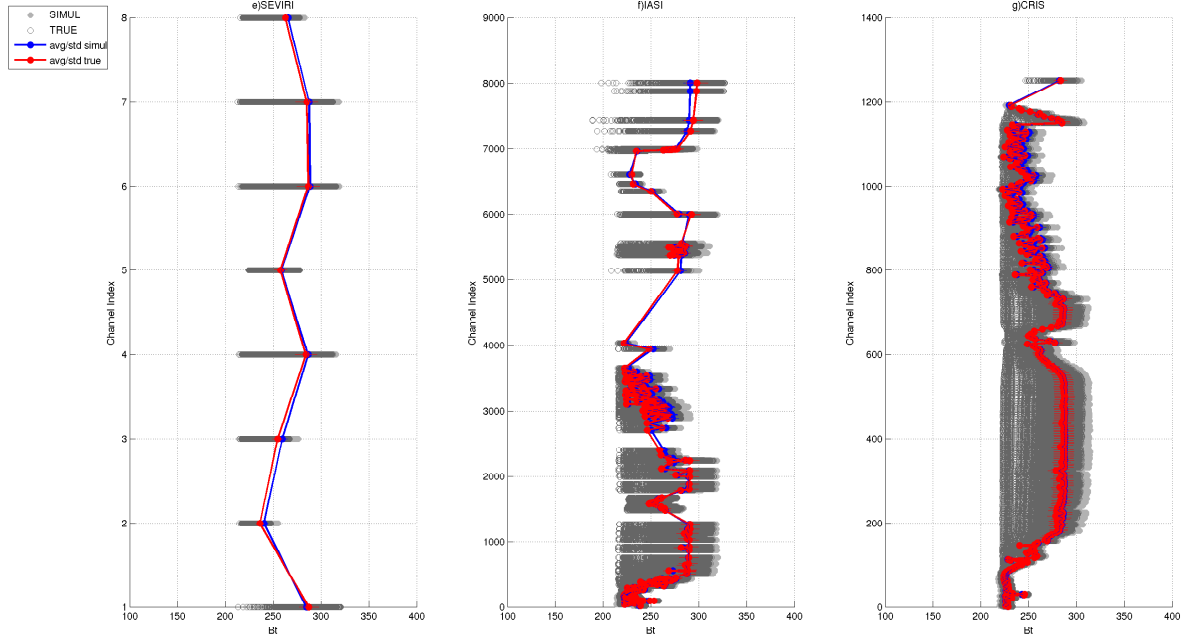 SIMUL
TRUE
avg/std simul
avg/std true
e)SEVIRI
8
7
6
5
4
3
2
1
Channel Index
100 150 200 250 300 350 400
Bt
f)IASI
9000
8000
7000
6000
5000
4000
3000
2000
1000
0
Channel Index
100 150 200 250 300 350 400
Bt
g)CRIS
1400
1200
1000
800
600
400
200
0
Channel Index
100 150 200 250 300 350 400
Bt